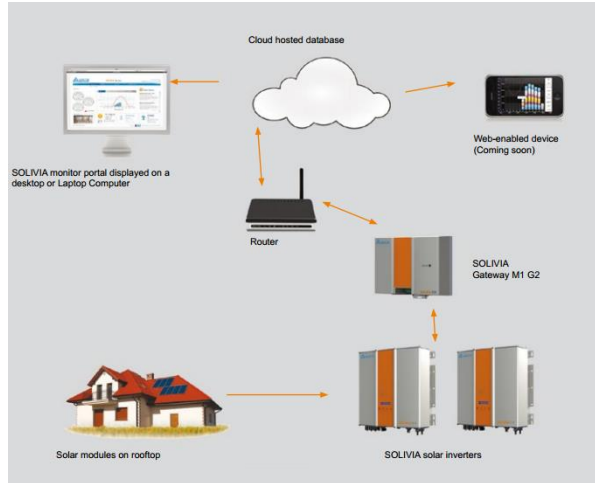 Cloud hosted database
Web-enabled device
(Coming soon)
SOLIVIA monitor portal displayed on a
desktop or Laptop Computer
Router
SOLIVIA
Gateway M1 G2
Solar modules on rooftop
SOLIVIA solar inverters